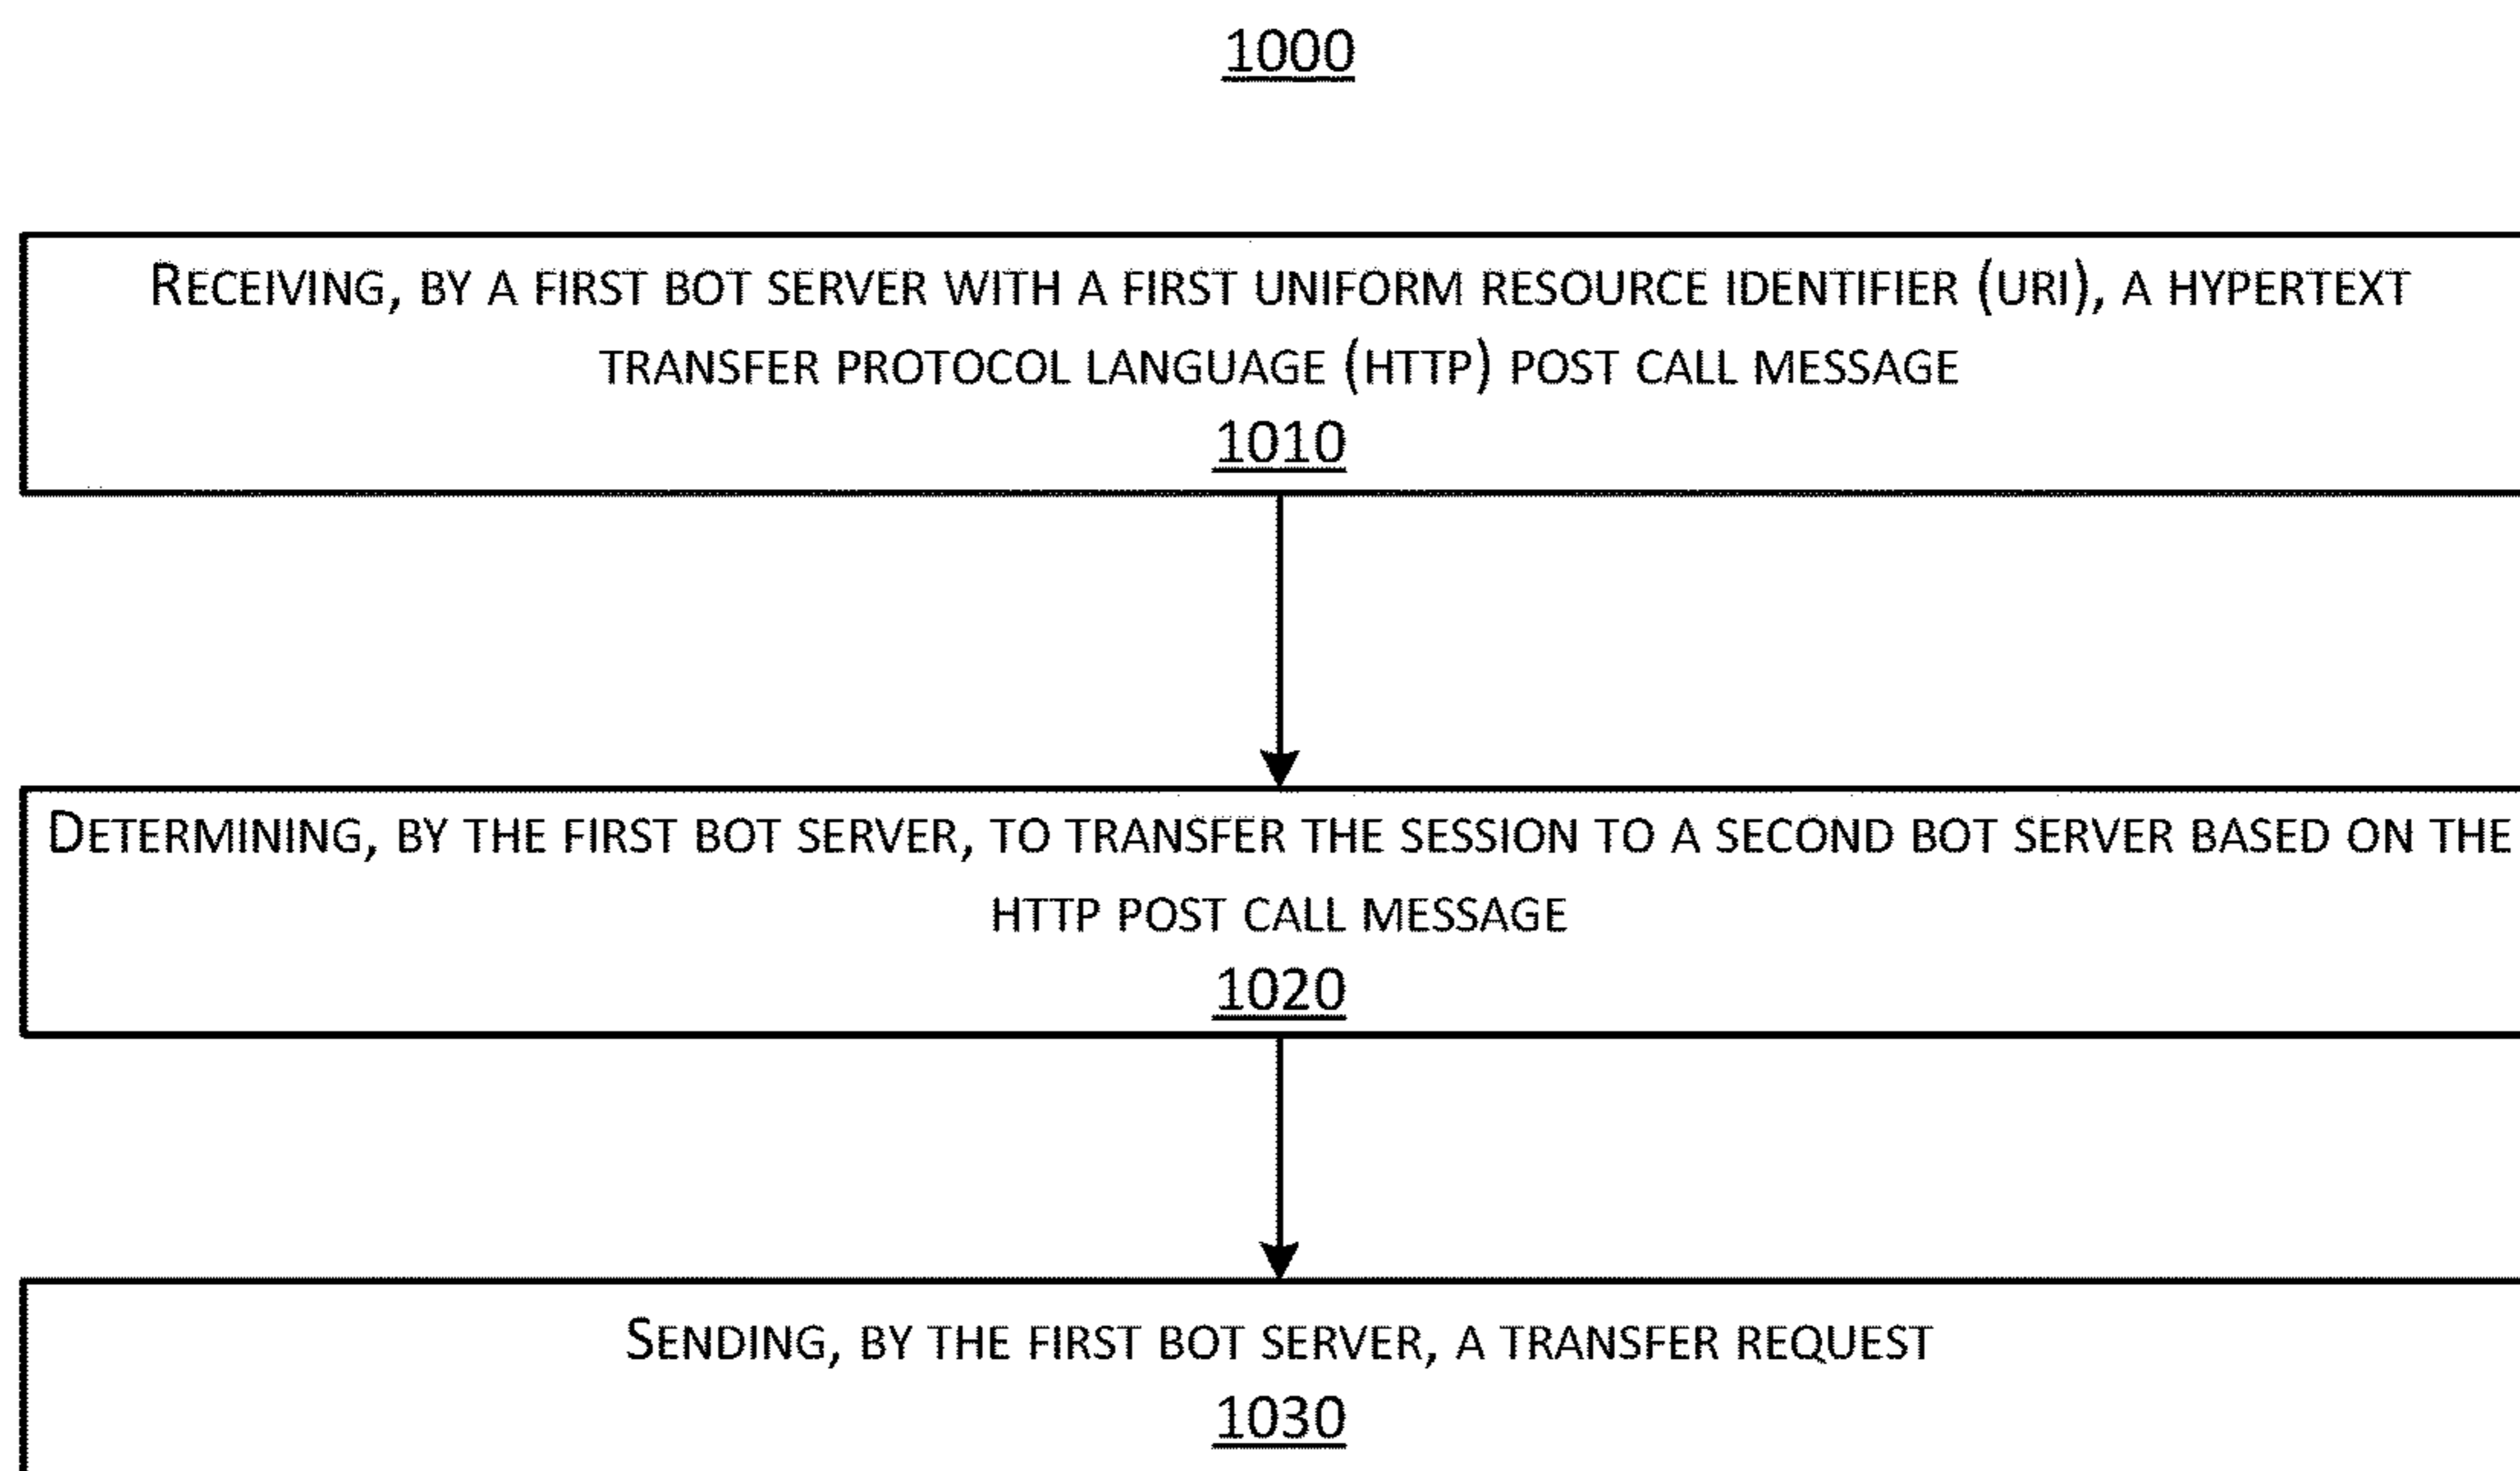 1000
RECEIVING, BY A FIRST BOT SERVER WITH A FIRST UNIFORM RESOURCE IDENTIFIER (URI), A HYPERTEXT
TRANSFER PROTOCOL LANGUAGE (HTTP) POST CALL MESSAGE
1010
DETERMINING, BY THE FIRST BOT SERVER, TO TRANSFER THE SESSION TO A SECOND BOT SERVER BASED ON THE
HTTP POST CALL MESSAGE
1020
SENDING, BY THE FIRST BOT SERVER, A TRANSFER REQUEST
1030